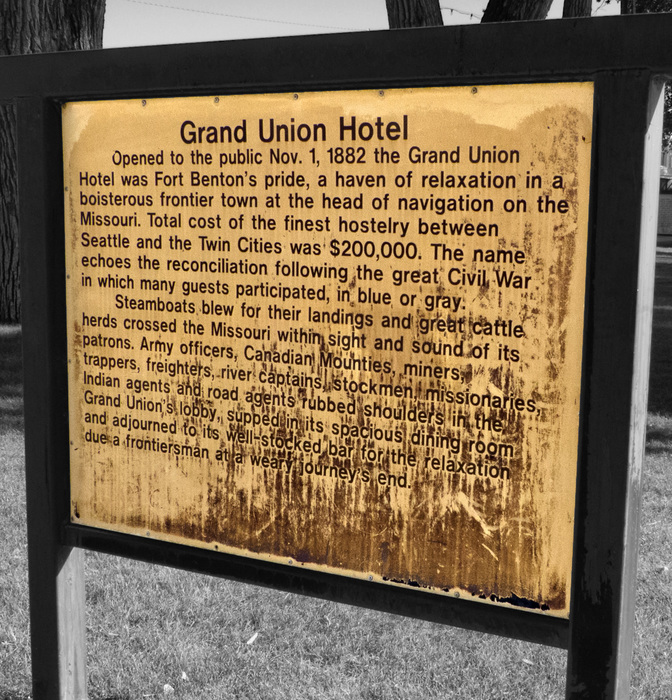 Grand Union Hotel
Opened to the public Nov. 1, 1882 the Grand Union
Hotel was Fort Benton's pride, a haven of relaxation in a
boisterous frontier town at the head of navigation on the
Missouri. Total cost of the finest hostelry between
Seattle and the Twin Cities was $200,000. The name
echoes the reconciliation following the great Civil War
in which many guests participated, in blue or gray.
Steamboats blew for their landings and great cattle
herds crossed the Missouri within sight and sound of its
patrons. Army officers, Canadian Mounties, miners,
trappers, freighters, river captains, stockmen, missionaries,
Indian agents and road agents rubbed shoulders in the
Grand Union's lobby, supped in its spacious dining room
and adjourned to its well-stocked bar for the relaxation
due a frontiersman at a weary journey's end.